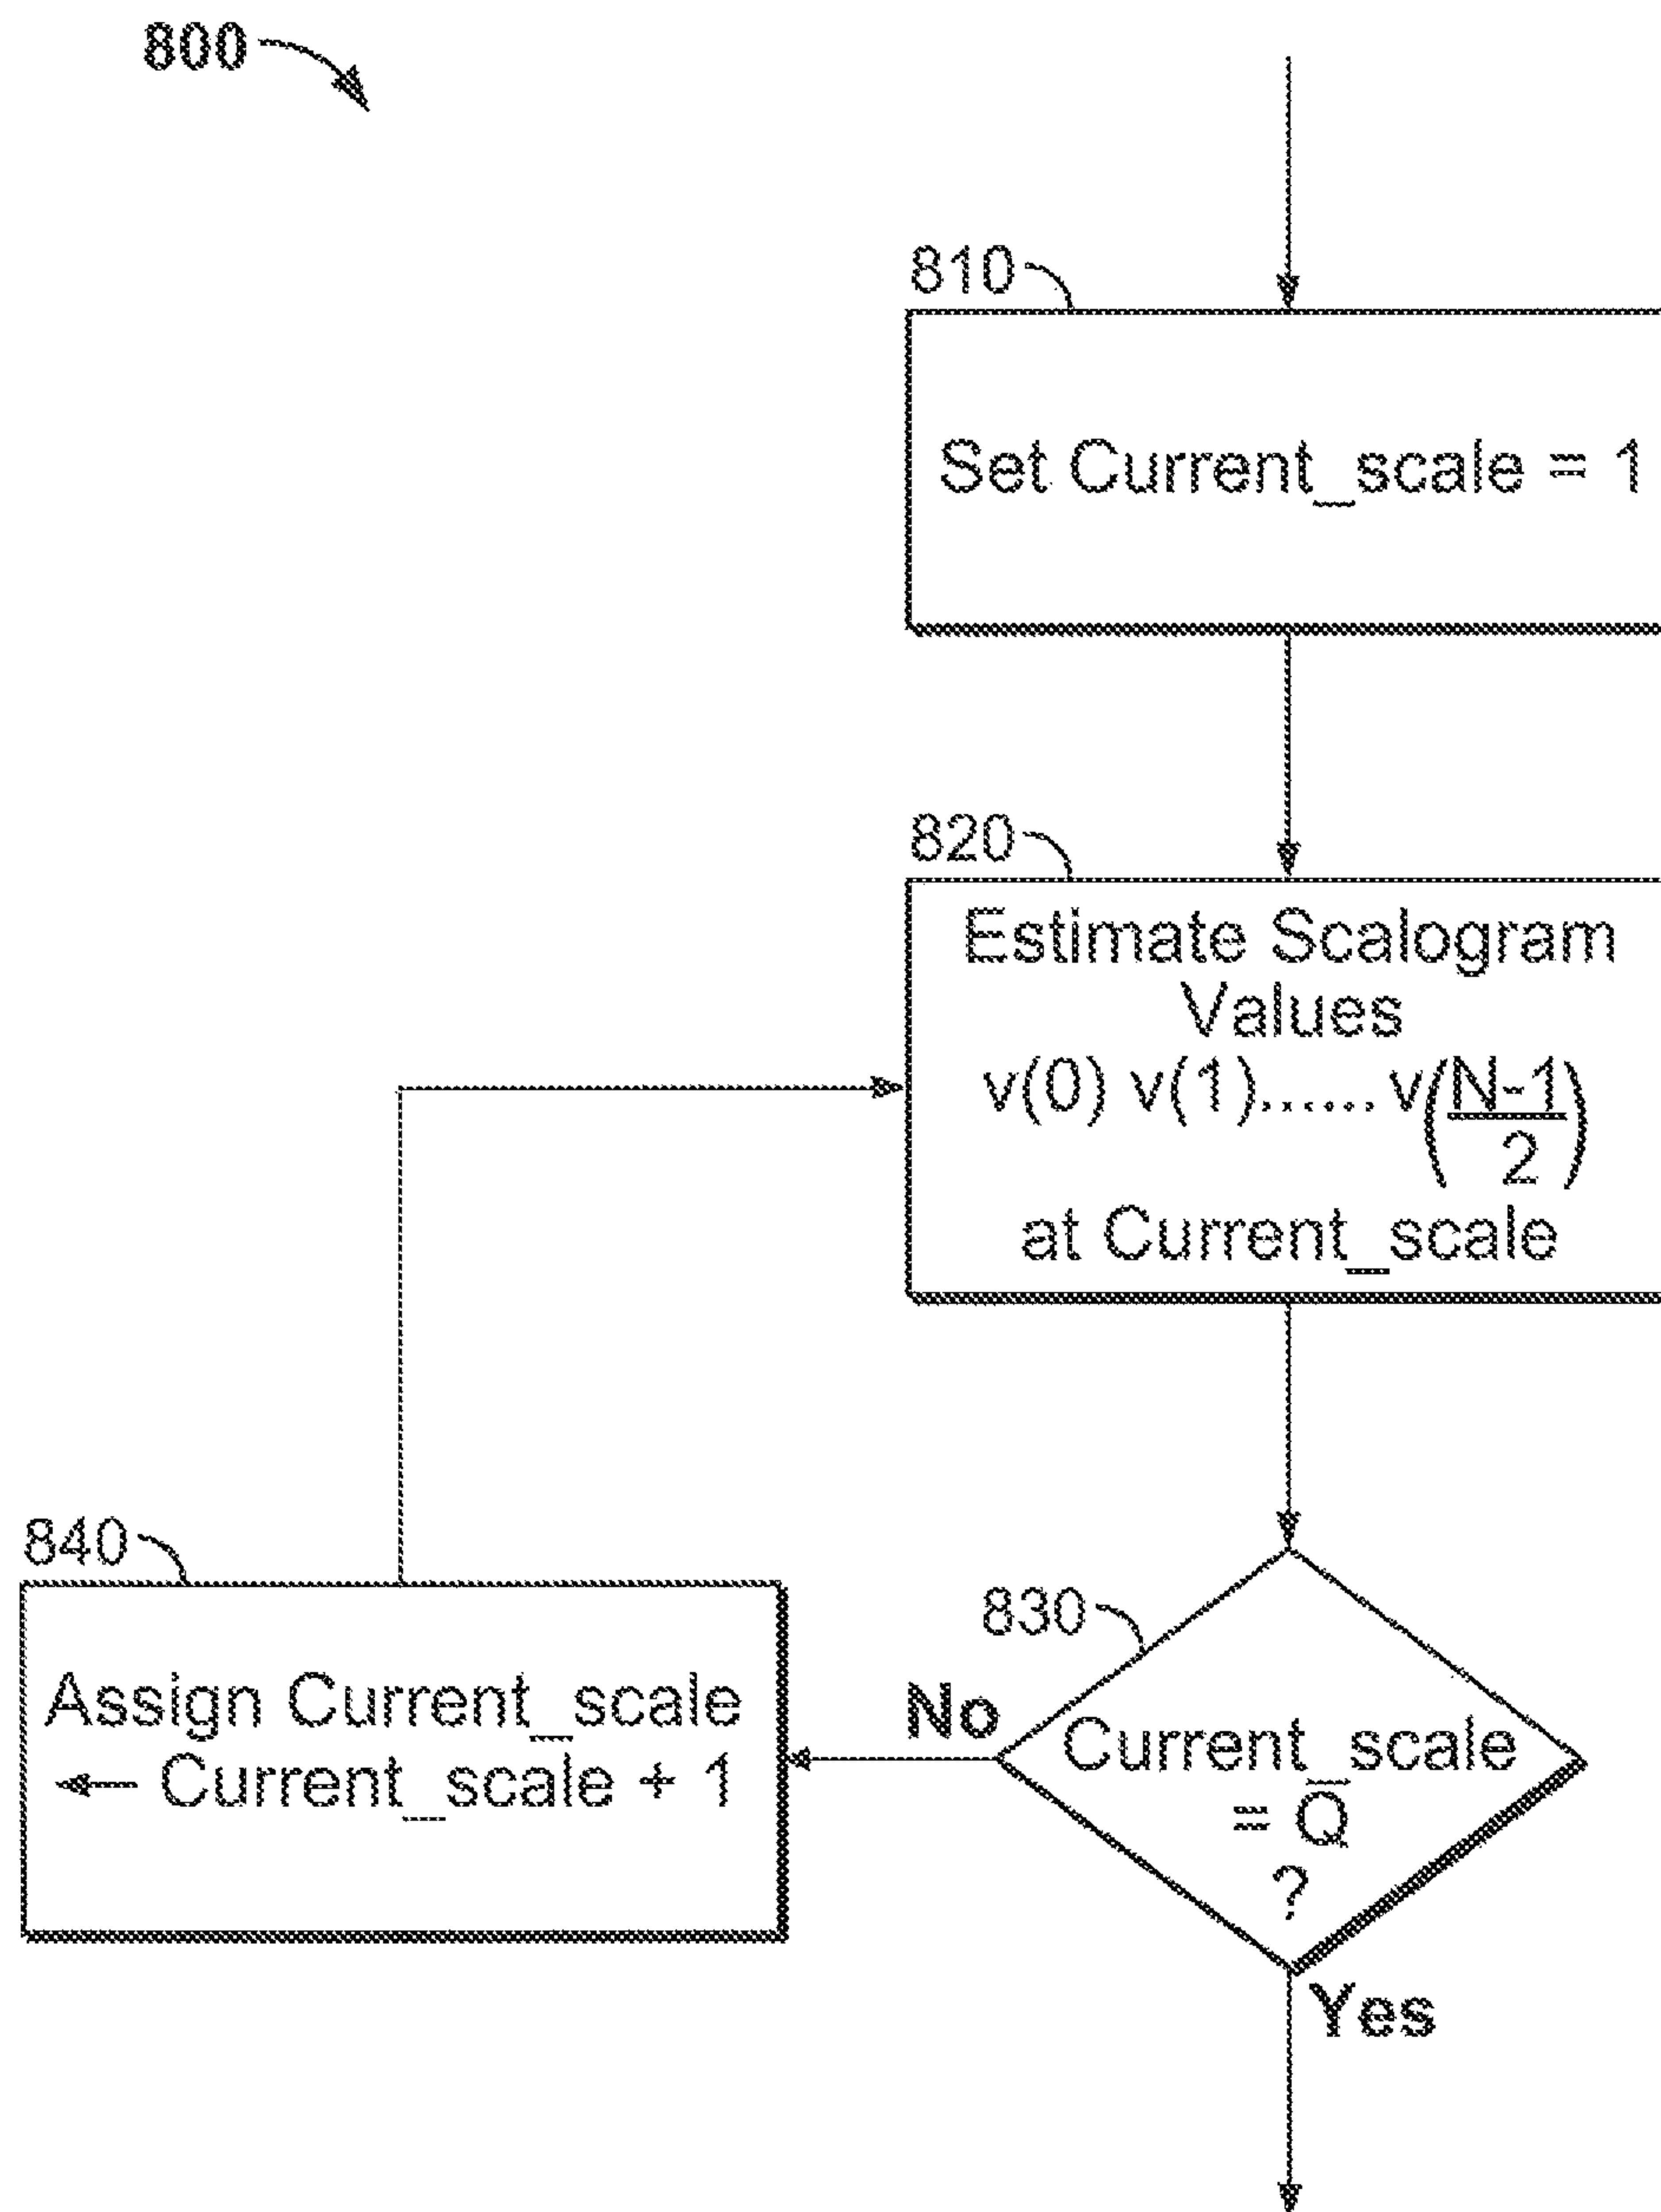 800
810
Set Current_scale = 1
820
Estimate Scalogram
Values
v(0) v(1)...... v(N-1/2)
at Current_scale
840
Assign Current_scale
← Current_scale + 1
830
No
Current_scale
= Q
?
Yes